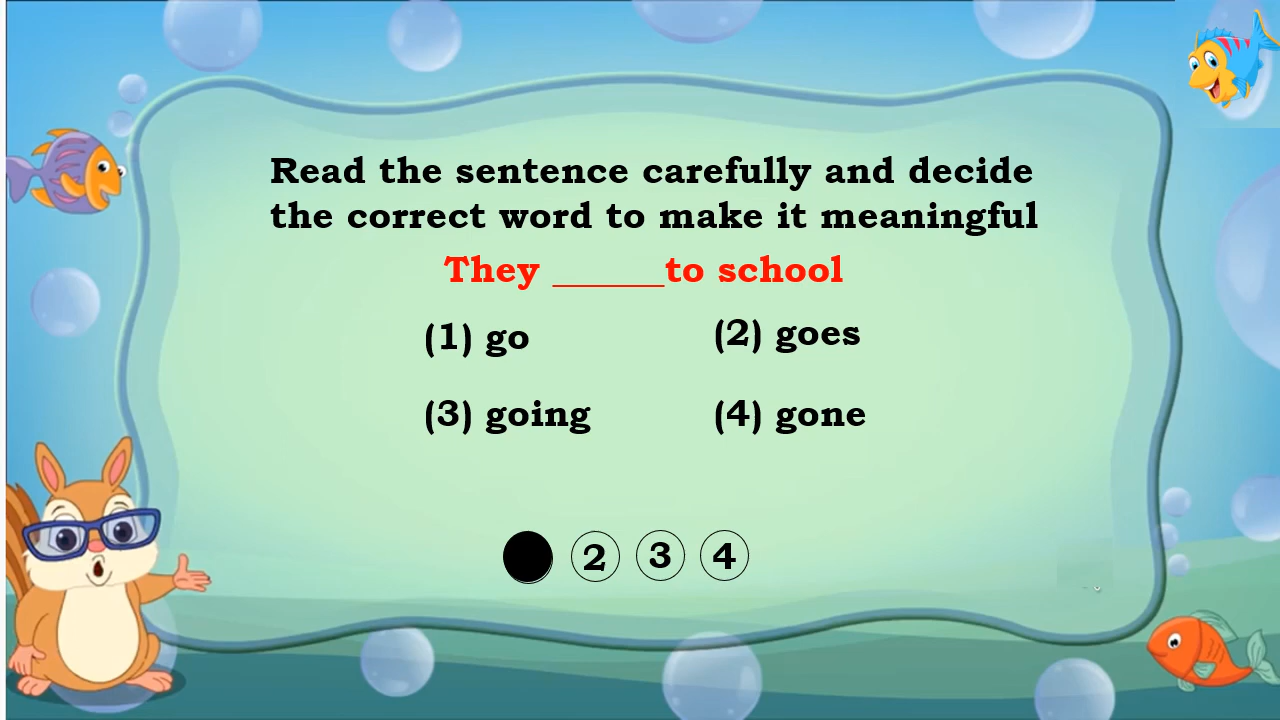 Read the sentence carefully and decide
the correct word to make it meaningful
They ______to school
(1) go (2) goes
(3) going (4) gone
2 3 4